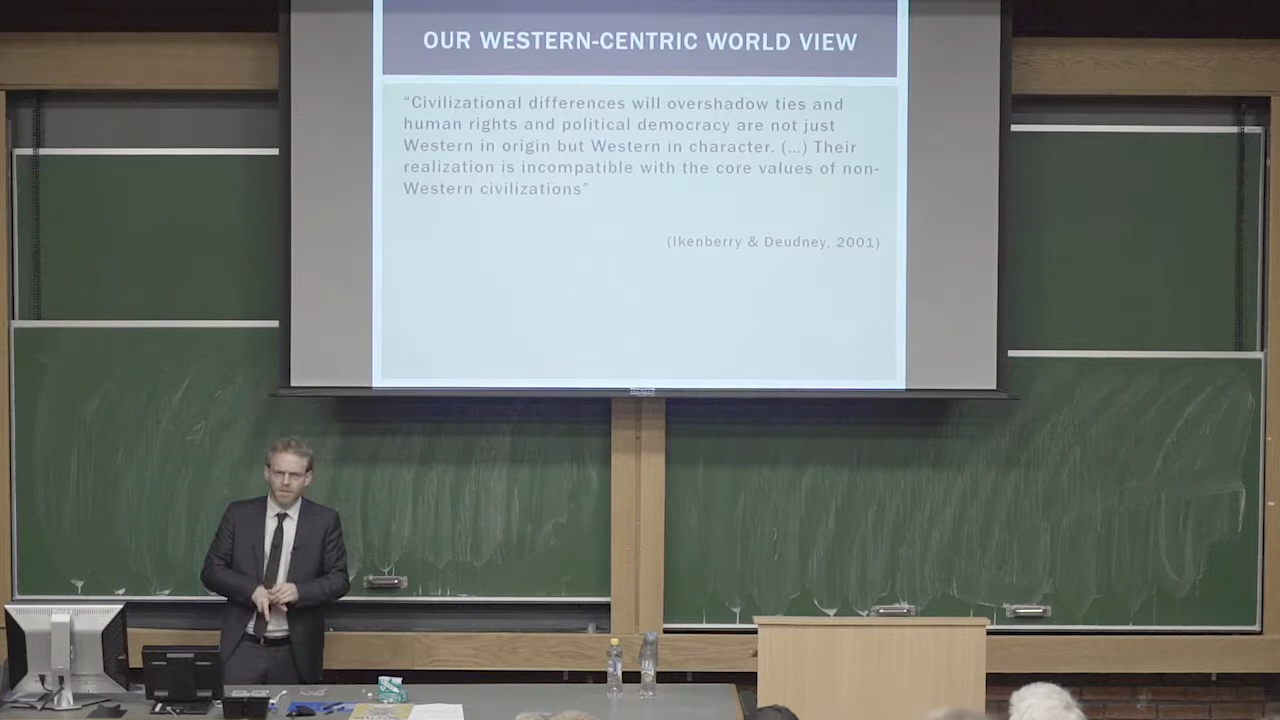 OUR WESTERN-CENTRIC WORLD VIEW
“Civilizational differences will overshadow ties and
human rights and political democracy are not just
Western in origin but Western in character. (...) Their
realization is incompatible with the core values of non-
Western civilizations”
(Ikenberry & Deudney, 2001)